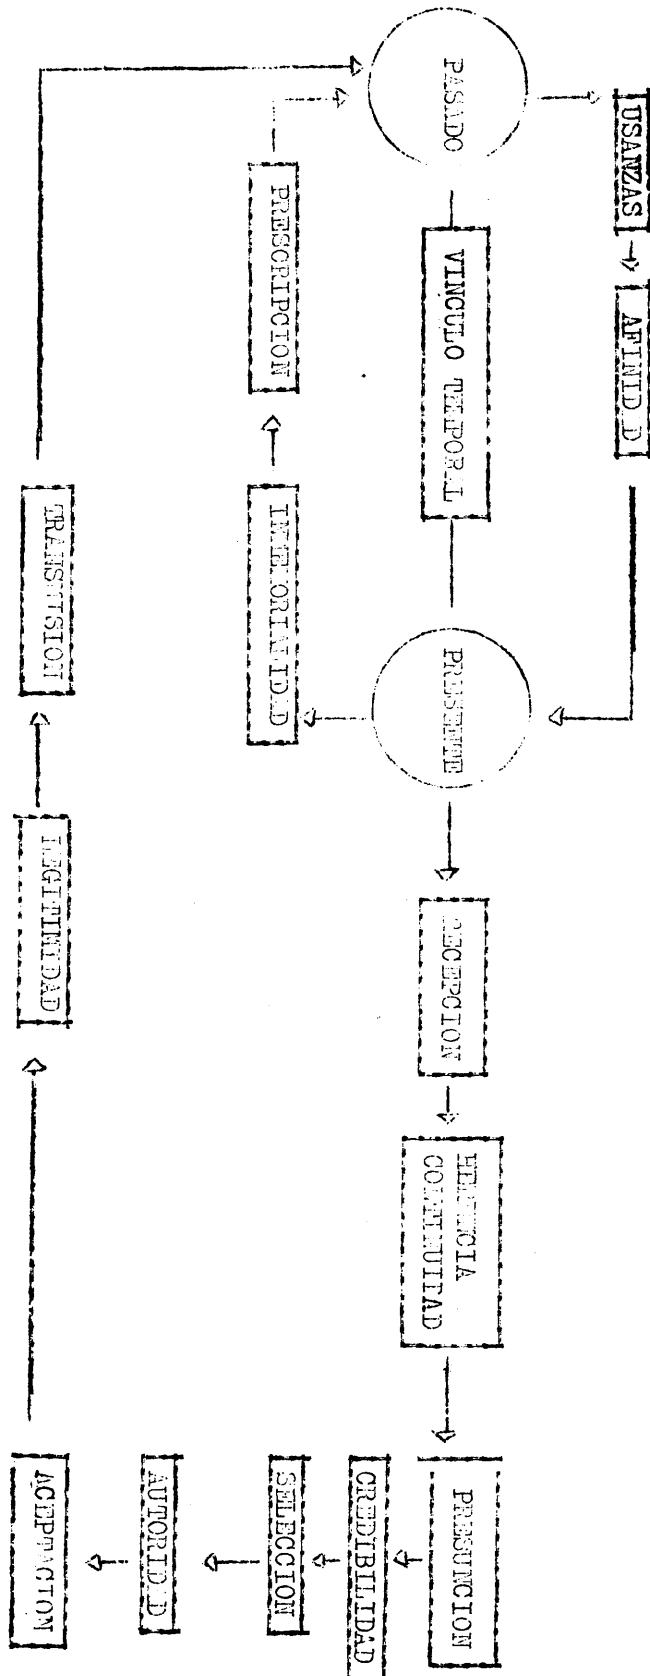 USANZAS
AFINIDAD
PASADO
VINCULO TEMPORAL
PRESENTE
RECEPCION
HERENCIA
CONTINUIDAD
PRESUNCION
PRESCRIPCION
INMEMORIALIDAD
CREDIBILIDAD
SELECCION
AUTORIDAD
TRANSMISION
LEGITIMIDAD
ACEPTACION